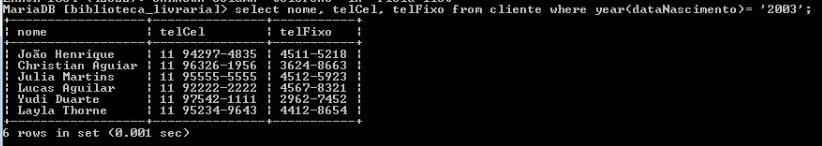 MariaDB [biblioteca_livraria]> select nome, telCel, telFixo from cliente where year(dataNascimento)= '2003';
+------------------+---------------+-----------+
| nome             | telCel        | telFixo   |
+------------------+---------------+-----------+
| João Henrique    | 11 94297-4835 | 4511-5218 |
| Christian Aguiar | 11 96326-1956 | 3624-8663 |
| Julia Martins    | 11 95555-5555 | 4512-5923 |
| Lucas Aguilar    | 11 92222-2222 | 4567-8321 |
| Yudi Duarte      | 11 97542-1111 | 2962-7452 |
| Layla Thorne     | 11 95234-9643 | 4412-8654 |
+------------------+---------------+-----------+
6 rows in set (0.001 sec)